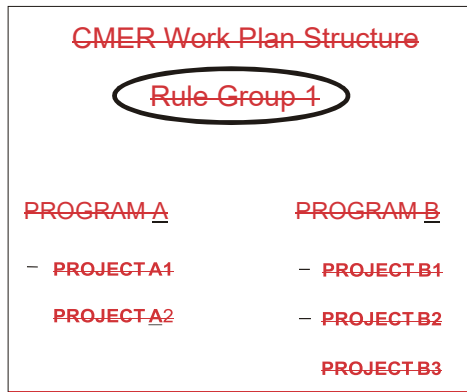 CMER Work Plan Structure
Rule Group 1
PROGRAM A PROGRAM B
– PROJECT A1 – PROJECT B1
PROJECT A2 – PROJECT B2
PROJECT B3